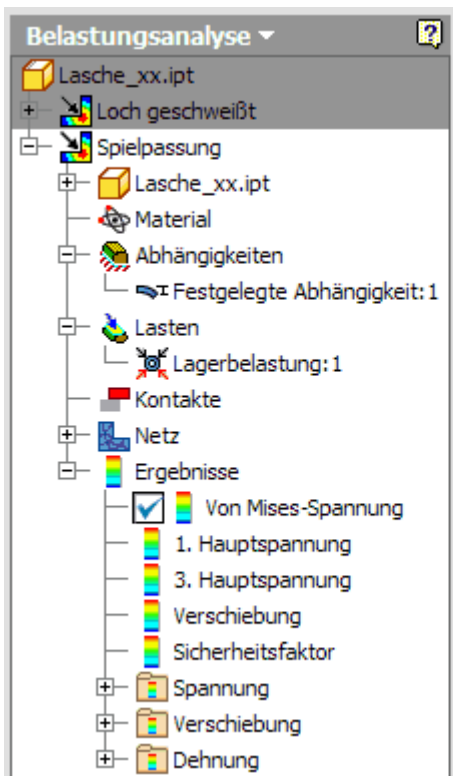 Belastungsanalyse
Lasche_xx.ipt
Loch geschweißt
Spielpassung
Lasche_xx.ipt
Material
Abhängigkeiten
Festgelegte Abhängigkeit:1
Lasten
Lagerbelastung:1
Kontakte
Netz
Ergebnisse
Von Mises-Spannung
1. Hauptspannung
3. Hauptspannung
Verschiebung
Sicherheitsfaktor
Spannung
Verschiebung
Dehnung